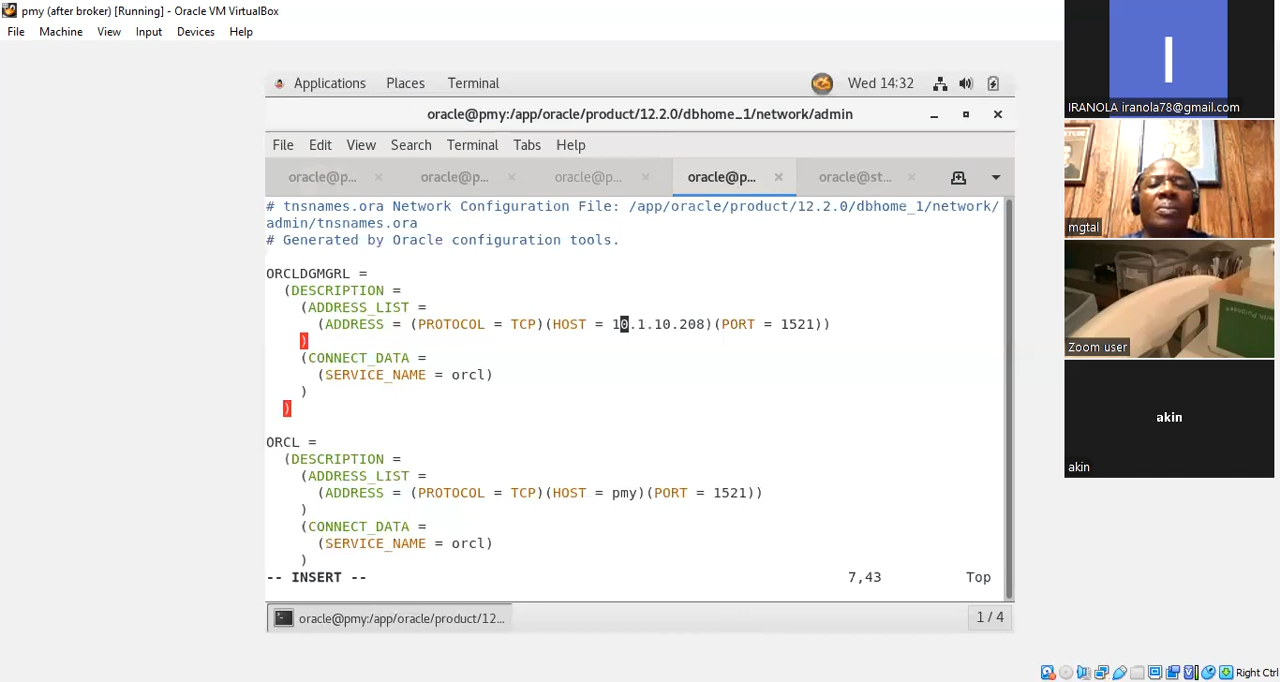 pmy (after broker) [Running] - Oracle VM VirtualBox
File Machine View Input Devices Help
Applications Places Terminal Wed 14:32
oracle@pmy:/app/oracle/product/12.2.0/dbhome_1/network/admin
File Edit View Search Terminal Tabs Help
oracle@p... oracle@p... oracle@p... oracle@p... oracle@st...
# tnsnames.ora Network Configuration File: /app/oracle/product/12.2.0/dbhome_1/network/
admin/tnsnames.ora
# Generated by Oracle configuration tools.
ORCLDGMGRL =
(DESCRIPTION =
(ADDRESS_LIST =
(ADDRESS = (PROTOCOL = TCP)(HOST = 10.1.10.208)(PORT = 1521))
)
(CONNECT_DATA =
(SERVICE_NAME = orcl)
)
)
ORCL =
(DESCRIPTION =
(ADDRESS_LIST =
(ADDRESS = (PROTOCOL = TCP)(HOST = pmy)(PORT = 1521))
)
(CONNECT_DATA =
(SERVICE_NAME = orcl)
)
-- INSERT -- 7,43 Top
oracle@pmy:/app/oracle/product/12... 1 / 4
Right Ctrl
I
IRANOLA iranola78@gmail.com
mgtal
Zoom user
akin
akin